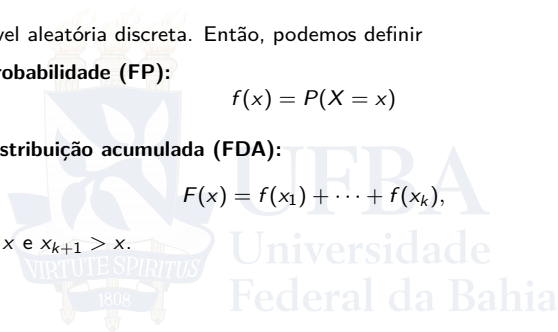 vel aleatória discreta. Então, podemos definir
robabilidade (FP):
f(x) = P(X = x)
stribuição acumulada (FDA):
F(x) = f(x₁) + · · · + f(xₖ),
x e xₖ₊₁ > x.
UFBA
Universidade
Federal da Bahia
VIRTUTE SPIRITUS
1808